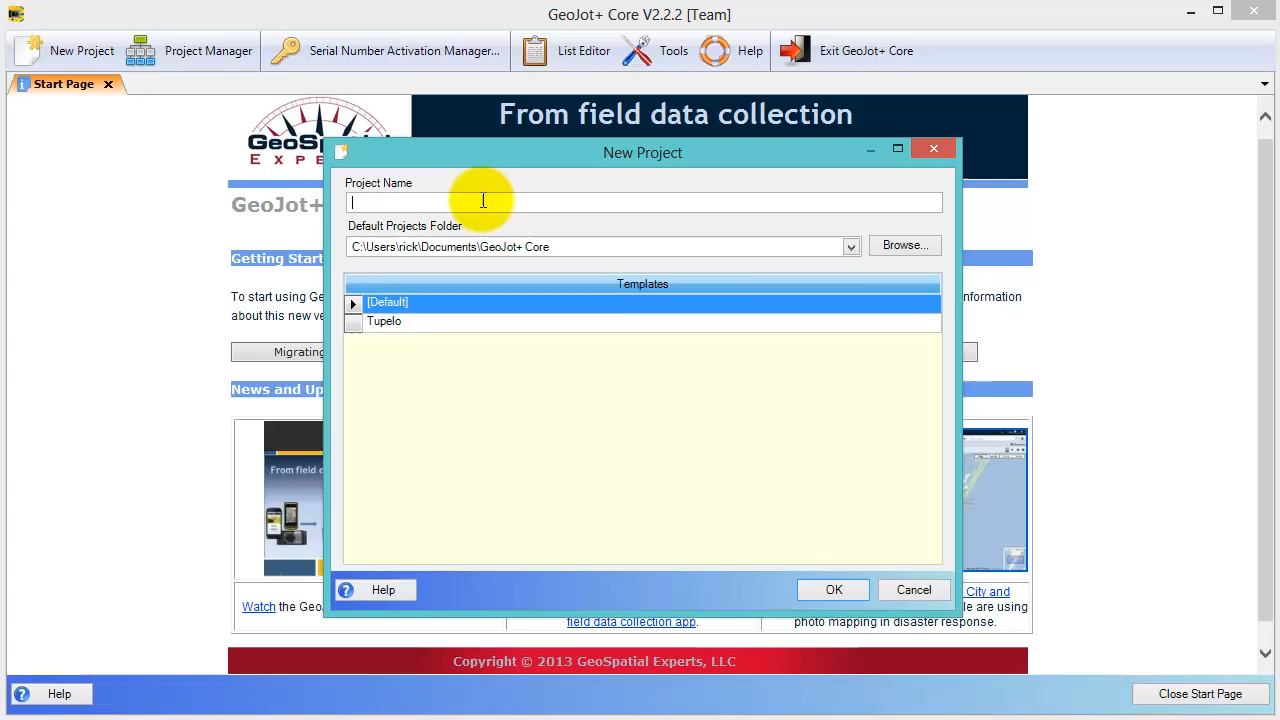 GeoJot+ Core V2.2.2 [Team]
New Project
Project Manager
Serial Number Activation Manager...
List Editor
Tools
Help
Exit GeoJot+ Core
Start Page
From field data collection
GeoSpatial
EXPE
GeoJot+
New Project
Project Name
Default Projects Folder
C:\Users\rick\Documents\GeoJot+ Core
Browse...
Templates
[Default]
Tupelo
Help
OK
Cancel
Getting Start
To start using Ge
nformation
about this new ve
Migrating
News and Up
From field d
Watch the GeoJ
field data collection app.
City and
le are using
photo mapping in disaster response.
Copyright © 2013 GeoSpatial Experts, LLC
Help
Close Start Page